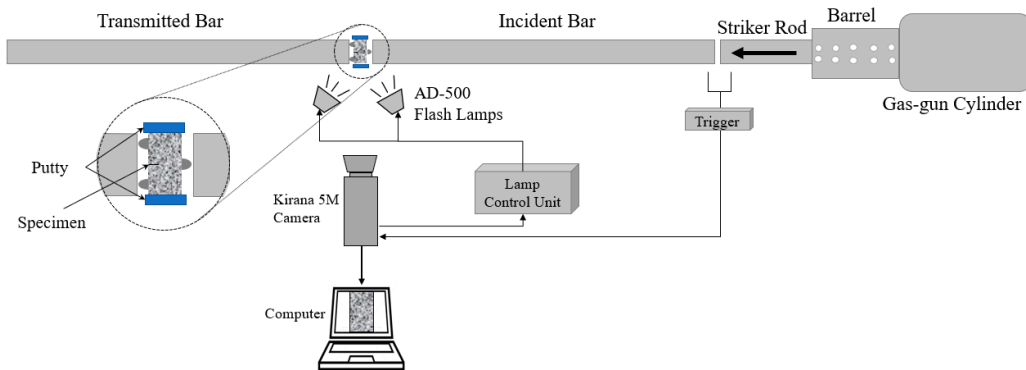 Transmitted Bar
Incident Bar
Striker Rod
Barrel
Gas-gun Cylinder
AD-500
Flash Lamps
Trigger
Putty
Specimen
Kirana 5M
Camera
Lamp
Control Unit
Computer